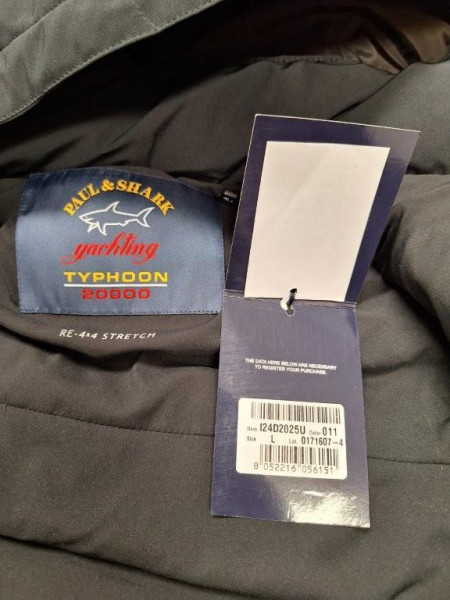 PAUL & SHARK
yachting
TYPHOON
20000
RE-4x4 STRETCH
THE DATA HERE BELOW ARE NECESSARY
TO REGISTER YOUR PURCHASE.
Item I24D2025U Color 011
Size L Lot. 0171607-4
8 052216 056151